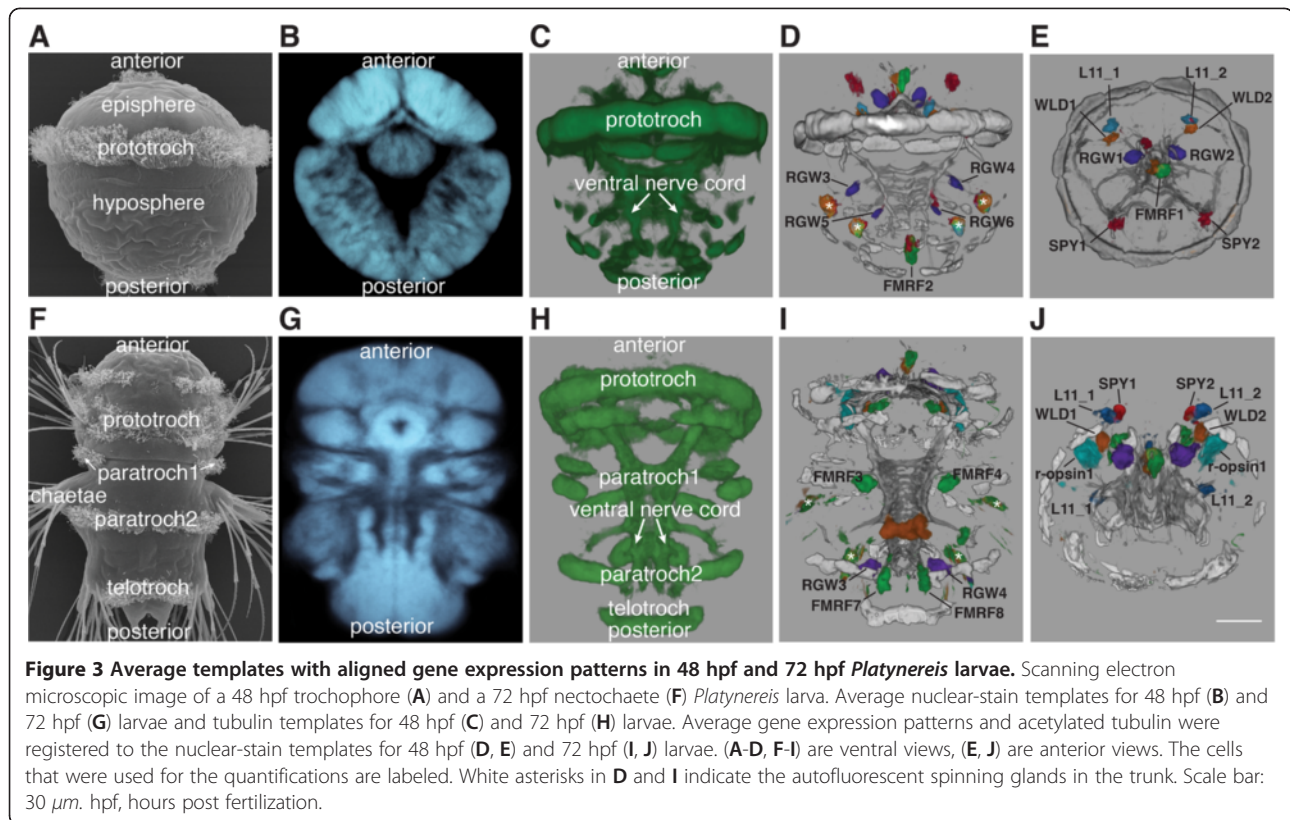 A
anterior
episphere
prototroch
hyposphere
posterior
B
anterior
posterior
C
anterior
prototroch
ventral nerve cord
posterior
D
RGW3
RGW4
RGW5
RGW6
FMRF2
E
L11_1
L11_2
WLD1
WLD2
RGW1
RGW2
FMRF1
SPY1
SPY2
F
anterior
prototroch
paratroch1
chaetae
paratroch2
telotroch
posterior
G
anterior
posterior
H
anterior
prototroch
paratroch1
ventral nerve cord
paratroch2
telotroch
posterior
I
FMRF3
FMRF4
RGW3
RGW4
FMRF7
FMRF8
J
SPY1
SPY2
L11_1
L11_2
WLD1
WLD2
r-opsin1
r-opsin1
L11_1
L11_2
Figure 3 Average templates with aligned gene expression patterns in 48 hpf and 72 hpf Platynereis larvae. Scanning electron
microscopic image of a 48 hpf trochophore (A) and a 72 hpf nectochaete (F) Platynereis larva. Average nuclear-stain templates for 48 hpf (B) and
72 hpf (G) larvae and tubulin templates for 48 hpf (C) and 72 hpf (H) larvae. Average gene expression patterns and acetylated tubulin were
registered to the nuclear-stain templates for 48 hpf (D, E) and 72 hpf (I, J) larvae. (A-D, F-I) are ventral views, (E, J) are anterior views. The cells
that were used for the quantifications are labeled. White asterisks in D and I indicate the autofluorescent spinning glands in the trunk. Scale bar:
30 μm. hpf, hours post fertilization.